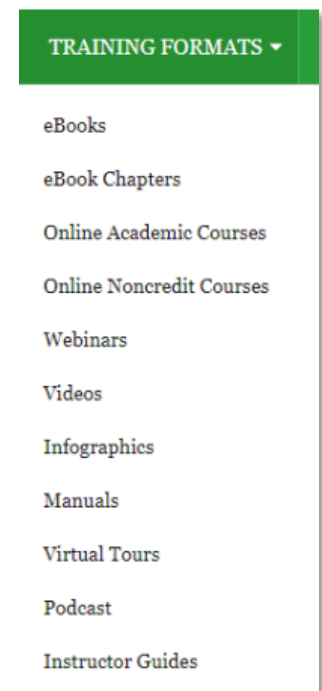 TRAINING FORMATS
eBooks
eBook Chapters
Online Academic Courses
Online Noncredit Courses
Webinars
Videos
Infographics
Manuals
Virtual Tours
Podcast
Instructor Guides